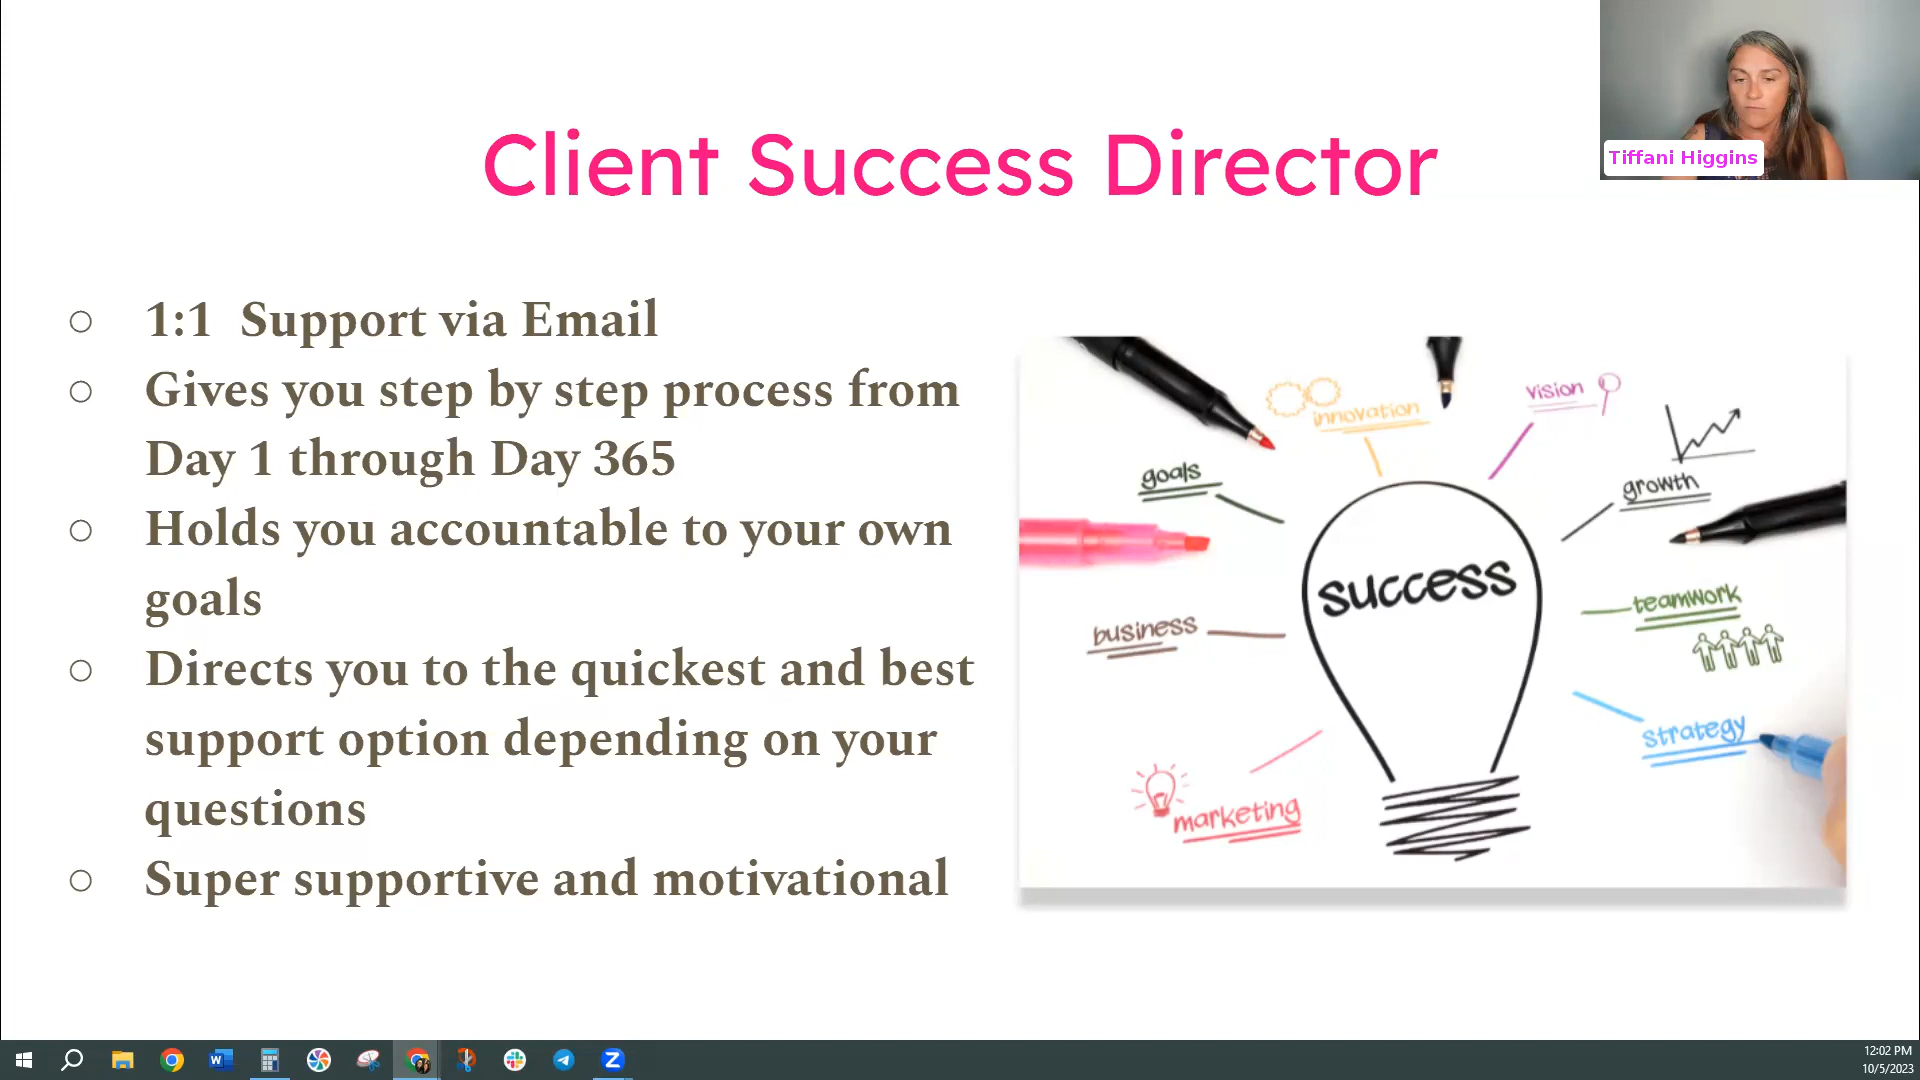 Client Success Director
Tiffani Higgins
○ 1:1 Support via Email
○ Gives you step by step process from
Day 1 through Day 365
○ Holds you accountable to your own
goals
○ Directs you to the quickest and best
support option depending on your
questions
○ Super supportive and motivational
innovation
vision
goals
growth
success
business
teamwork
strategy
marketing
W
Z
12:02 PM
10/5/2023